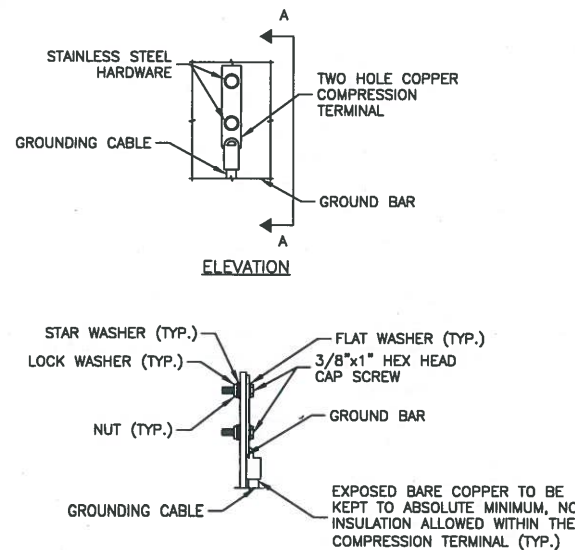 A
STAINLESS STEEL
HARDWARE
TWO HOLE COPPER
COMPRESSION
TERMINAL
GROUNDING CABLE
GROUND BAR
A
ELEVATION
STAR WASHER (TYP.)
FLAT WASHER (TYP.)
LOCK WASHER (TYP.)
3/8"x1" HEX HEAD
CAP SCREW
NUT (TYP.)
GROUND BAR
GROUNDING CABLE
EXPOSED BARE COPPER TO BE
KEPT TO ABSOLUTE MINIMUM, NO
INSULATION ALLOWED WITHIN THE
COMPRESSION TERMINAL (TYP.)